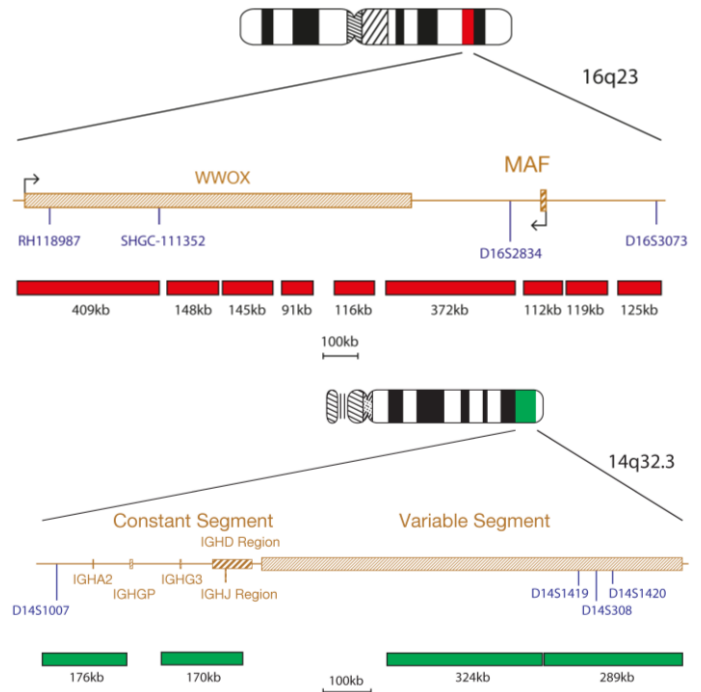 16q23
MAF
WWOX
RH118987
SHGC-111352
D16S2834
D16S3073
409kb
148kb
145kb
91kb
116kb
372kb
112kb
119kb
125kb
100kb
14q32.3
Constant Segment
Variable Segment
IGHD Region
IGHA2
IGHG3
IGHGP
IGHJ Region
D14S1007
D14S1419
D14S1420
D14S308
176kb
170kb
324kb
289kb
100kb